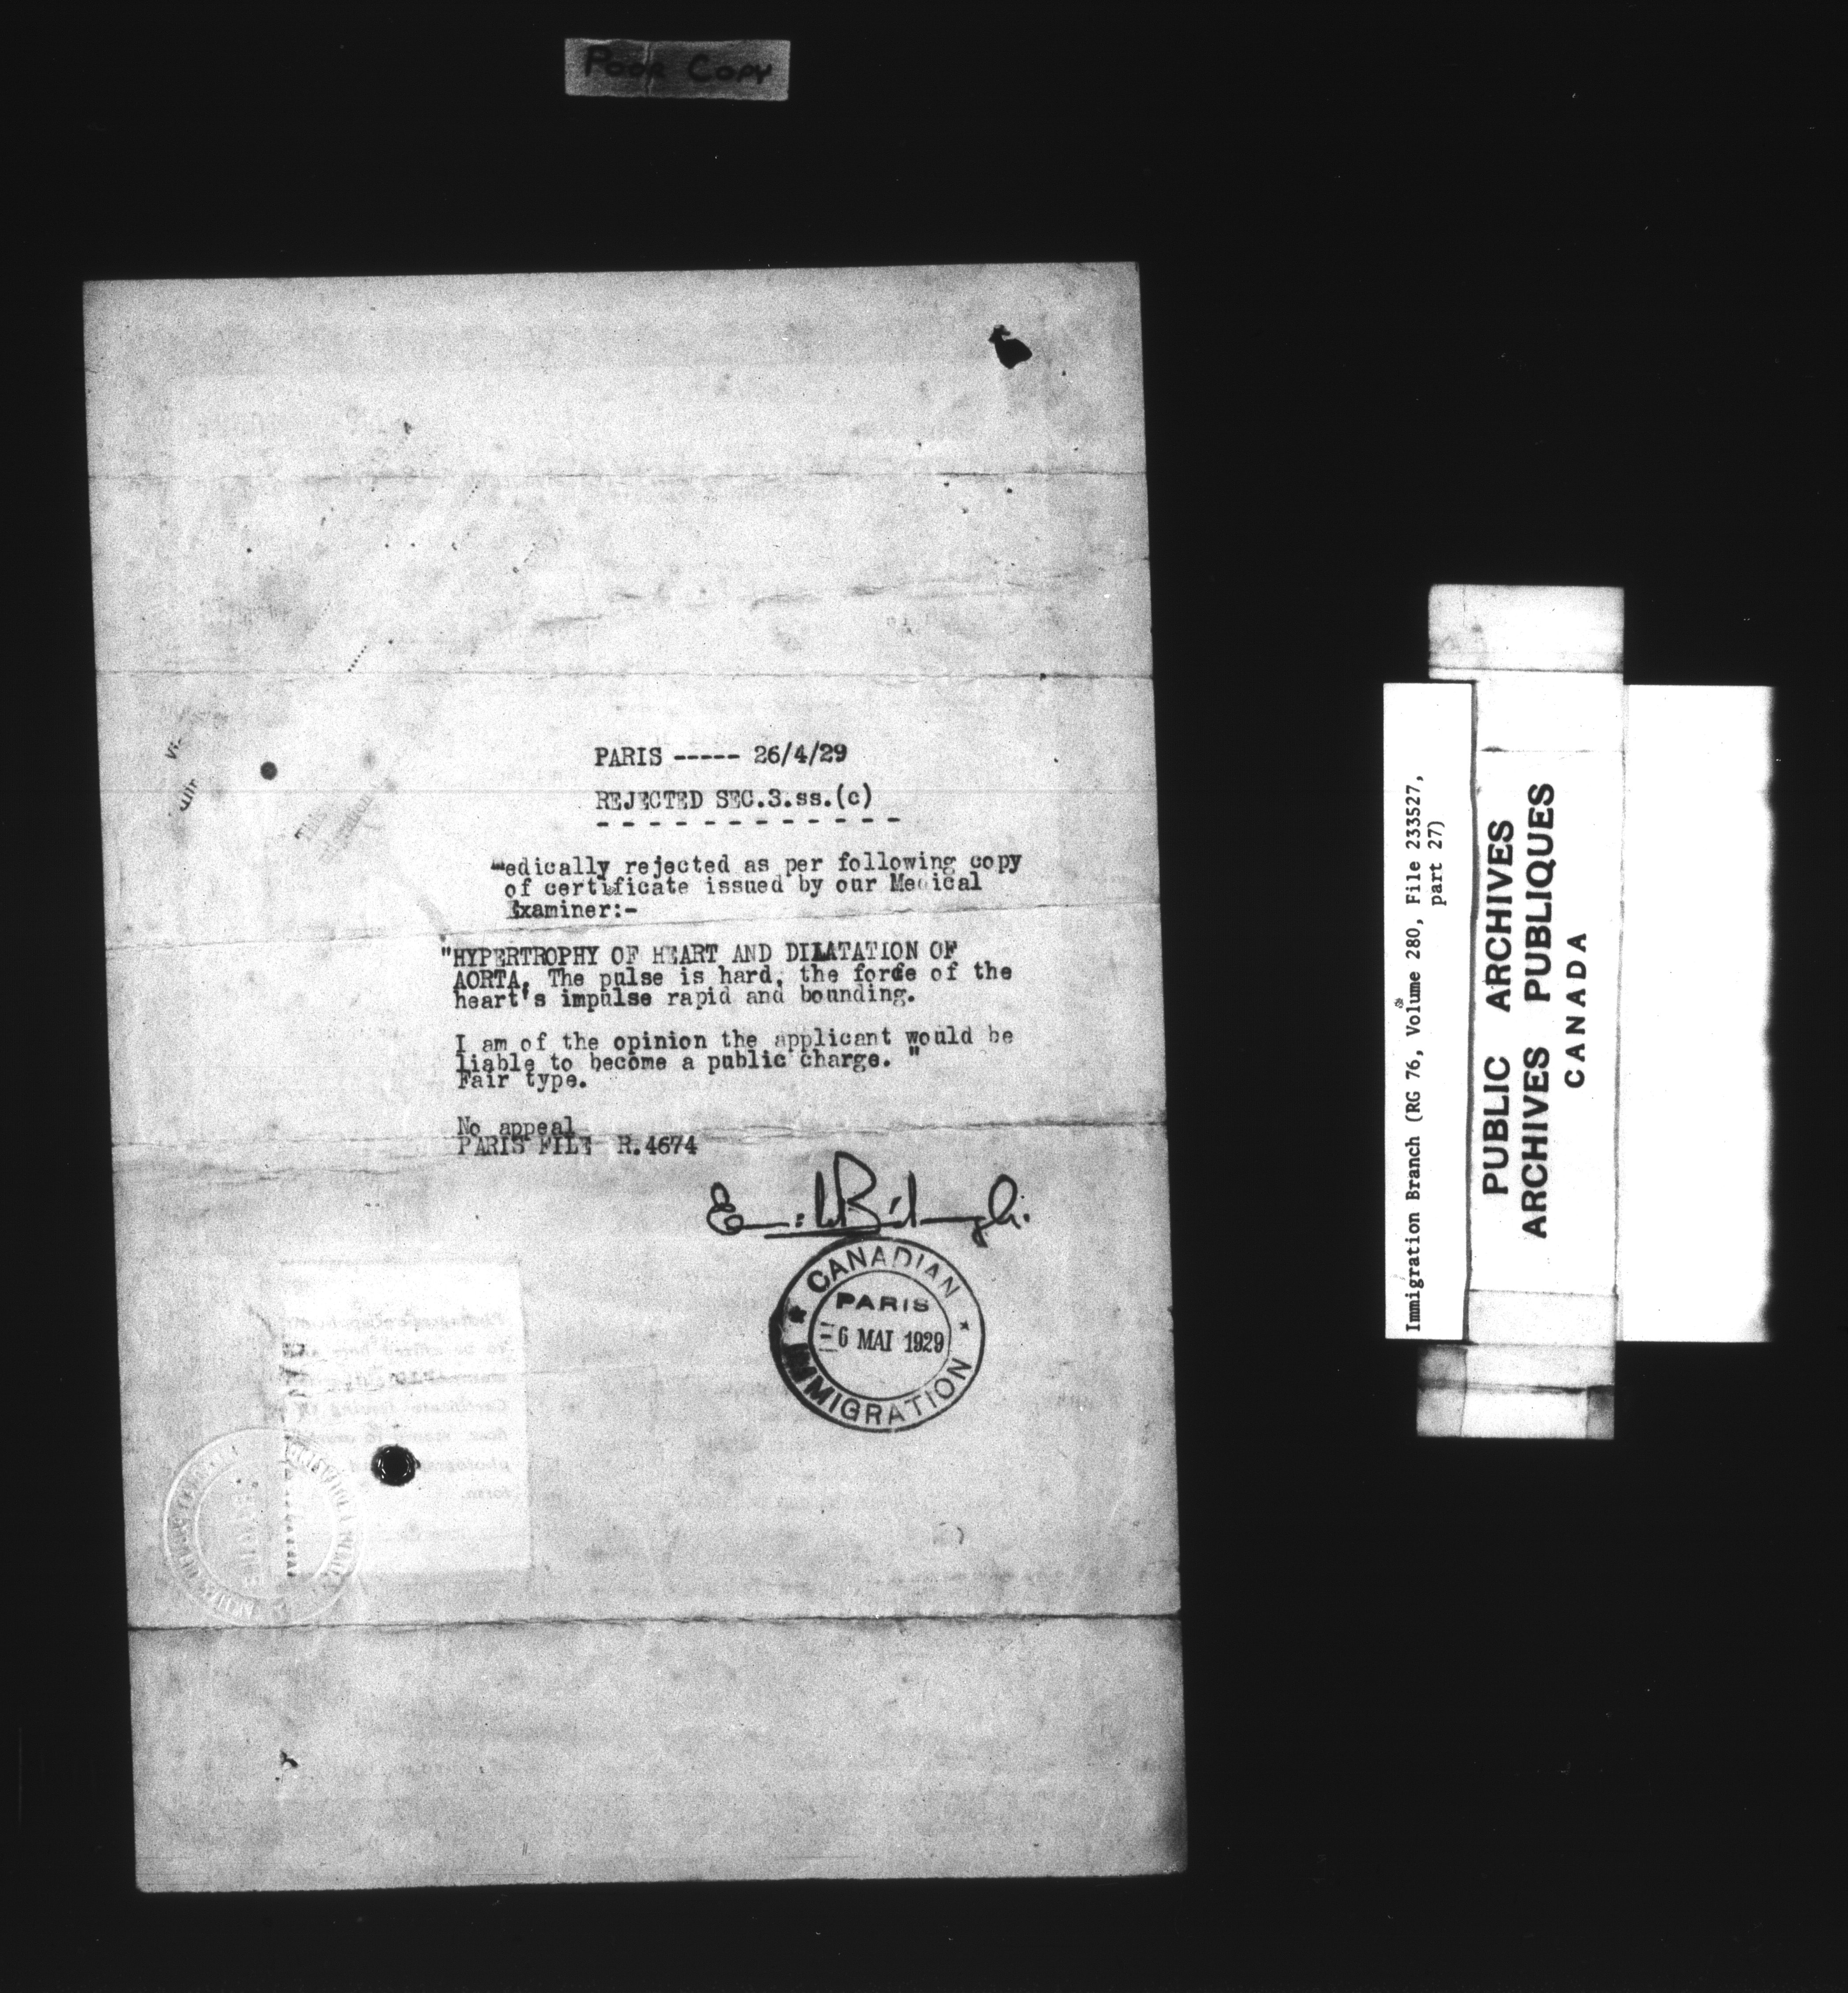 Poor Copy
PARIS ----- 26/4/29
REJECTED SEC.3.ss.(c)
- - - - - - - - - - - -
Medically rejected as per following copy
of certificate issued by our Medical
Examiner:-
"HYPERTROPHY OF HEART AND DILATATION OF
AORTA. The pulse is hard, the force of the
heart's impulse rapid and bounding.
I am of the opinion the applicant would be
liable to become a public charge. "
Fair type.
No appeal
PARIS FILE R.4674
CANADIAN
PARIS
6 MAI 1929
IMMIGRATION
Immigration Branch (RG 76, Volume 280, File 233527,
part 27)
PUBLIC ARCHIVES
ARCHIVES PUBLIQUES
CANADA